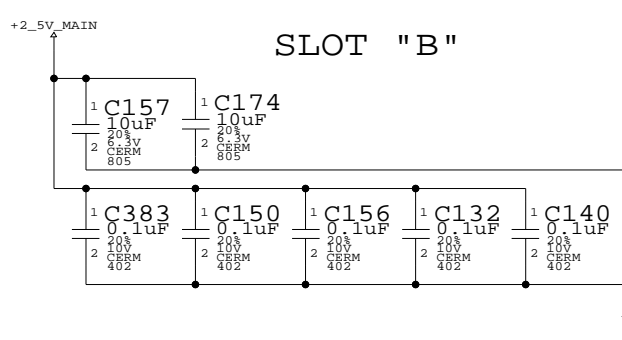 +2_5V_MAIN
SLOT "B"
1 C157
10uF
20%
6.3V
2 CERM
805
1 C174
10uF
20%
6.3V
2 CERM
805
1 C383
0.1uF
20%
10V
2 CERM
402
1 C150
0.1uF
20%
10V
2 CERM
402
1 C156
0.1uF
20%
10V
2 CERM
402
1 C132
0.1uF
20%
10V
2 CERM
402
1 C140
0.1uF
20%
10V
2 CERM
402